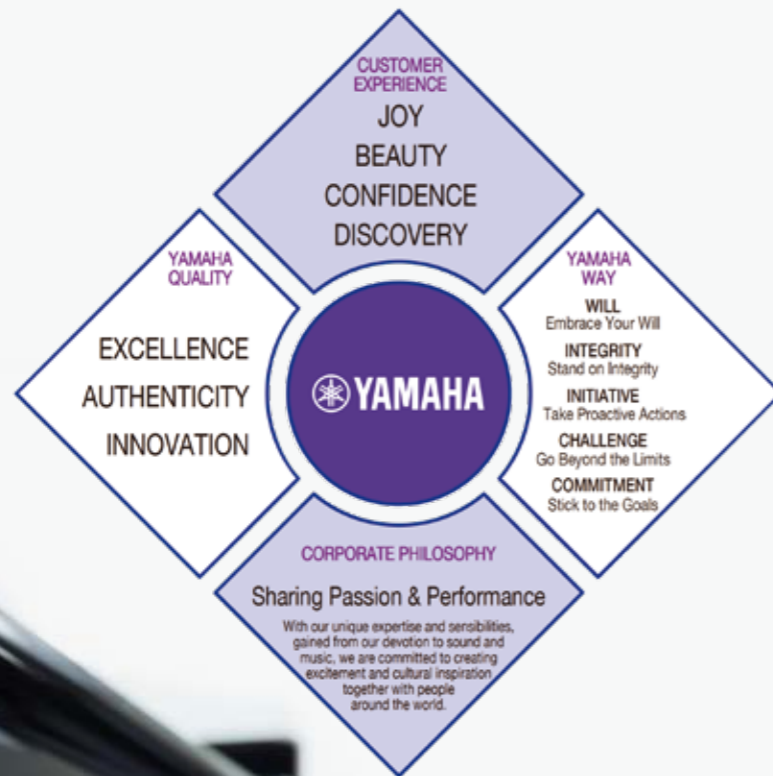 CUSTOMER
EXPERIENCE
JOY
BEAUTY
CONFIDENCE
DISCOVERY
YAMAHA
QUALITY
EXCELLENCE
AUTHENTICITY
INNOVATION
YAMAHA
YAMAHA
WAY
WILL
Embrace Your Will
INTEGRITY
Stand on Integrity
INITIATIVE
Take Proactive Actions
CHALLENGE
Go Beyond the Limits
COMMITMENT
Stick to the Goals
CORPORATE PHILOSOPHY
Sharing Passion & Performance
With our unique expertise and sensibilities,
gained from our devotion to sound and
music, we are committed to creating
excitement and cultural inspiration
together with people
around the world.